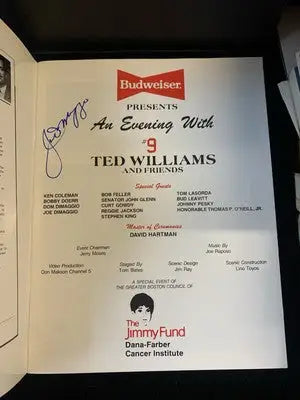 Budweiser.
PRESENTS
An Evening With
#9
TED WILLIAMS
AND FRIENDS
Special Guests
KEN COLEMAN
BOBBY DOERR
DOM DIMAGGIO
JOE DIMAGGIO
BOB FELLER
SENATOR JOHN GLENN
CURT GOWDY
REGGIE JACKSON
STEPHEN KING
TOM LASORDA
BUD LEAVITT
JOHNNY PESKY
HONORABLE THOMAS P. O'NEILL, JR.
Master of Ceremonies
DAVID HARTMAN
Event Chairman
Jerry Moses
Music By
Joe Raposo
Video Production
Don Channel 5
Staged By
Tom Bates
Scenic Design
Jim Ray
Scenic Construction
Lino Toyos
A SPECIAL EVENT OF
THE GREATER BOSTON COUNCIL OF
The
JimmyFund
Dana-Farber
Cancer Institute